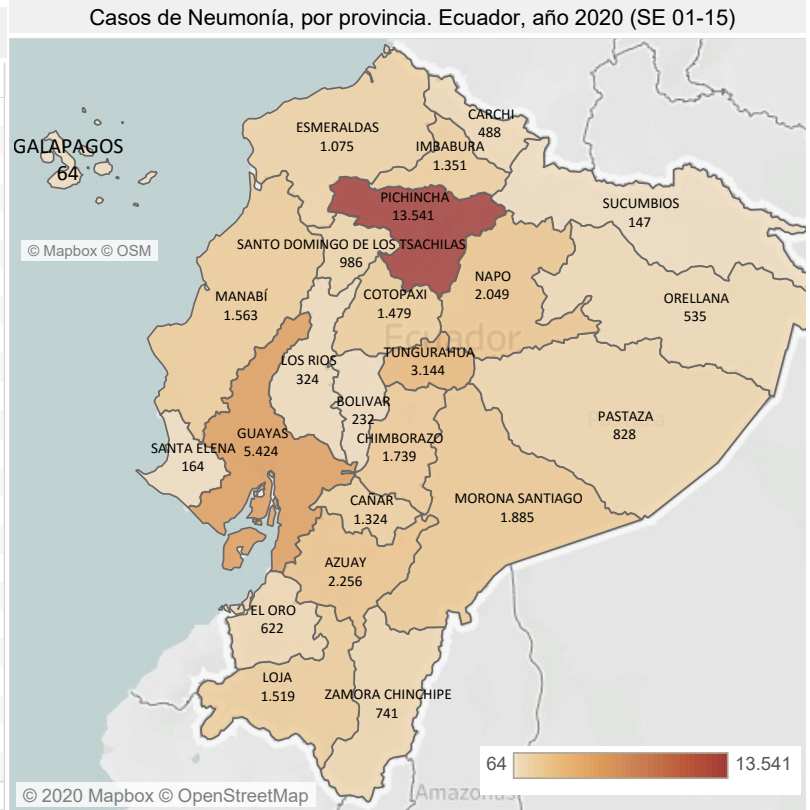 Casos de Neumonía, por provincia. Ecuador, año 2020 (SE 01-15)
CARCHI
488
ESMERALDAS
1.075
IMBABURA
1.351
GALAPAGOS
64
PICHINCHA
13.541
SUCUMBIOS
147
© Mapbox © OSM
SANTO DOMINGO DE LOS TSACHILAS
986
NAPO
2.049
MANABÍ
1.563
COTOPAXI
1.479
ORELLANA
535
Ecuador
TUNGURAHUA
3.144
LOS RIOS
324
BOLIVAR
232
PASTAZA
828
GUAYAS
5.424
CHIMBORAZO
1.739
SANTA ELENA
164
CAÑAR
1.324
MORONA SANTIAGO
1.885
AZUAY
2.256
EL ORO
622
LOJA
1.519
ZAMORA CHINCHIPE
741
64
13.541
Amazonas
© 2020 Mapbox © OpenStreetMap